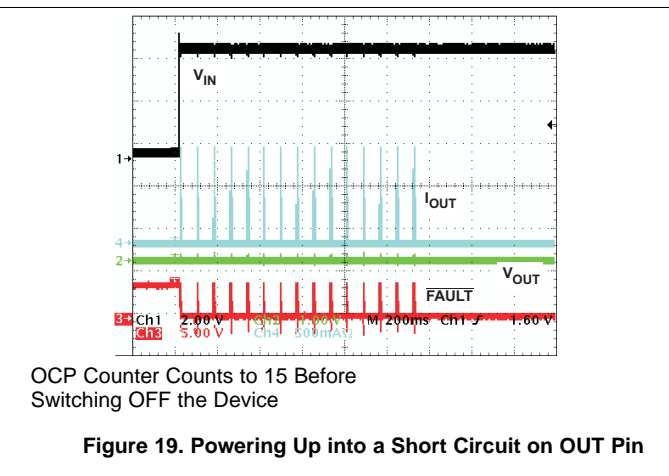 VIN
1→
IOUT
4→
2→
VOUT
FAULT
3→ Ch1 2.00 V Ch2 1.00 V M 200ms Ch1 1.60 V
Ch3 5.00 V Ch4 500mAΩ
OCP Counter Counts to 15 Before
Switching OFF the Device
Figure 19. Powering Up into a Short Circuit on OUT Pin